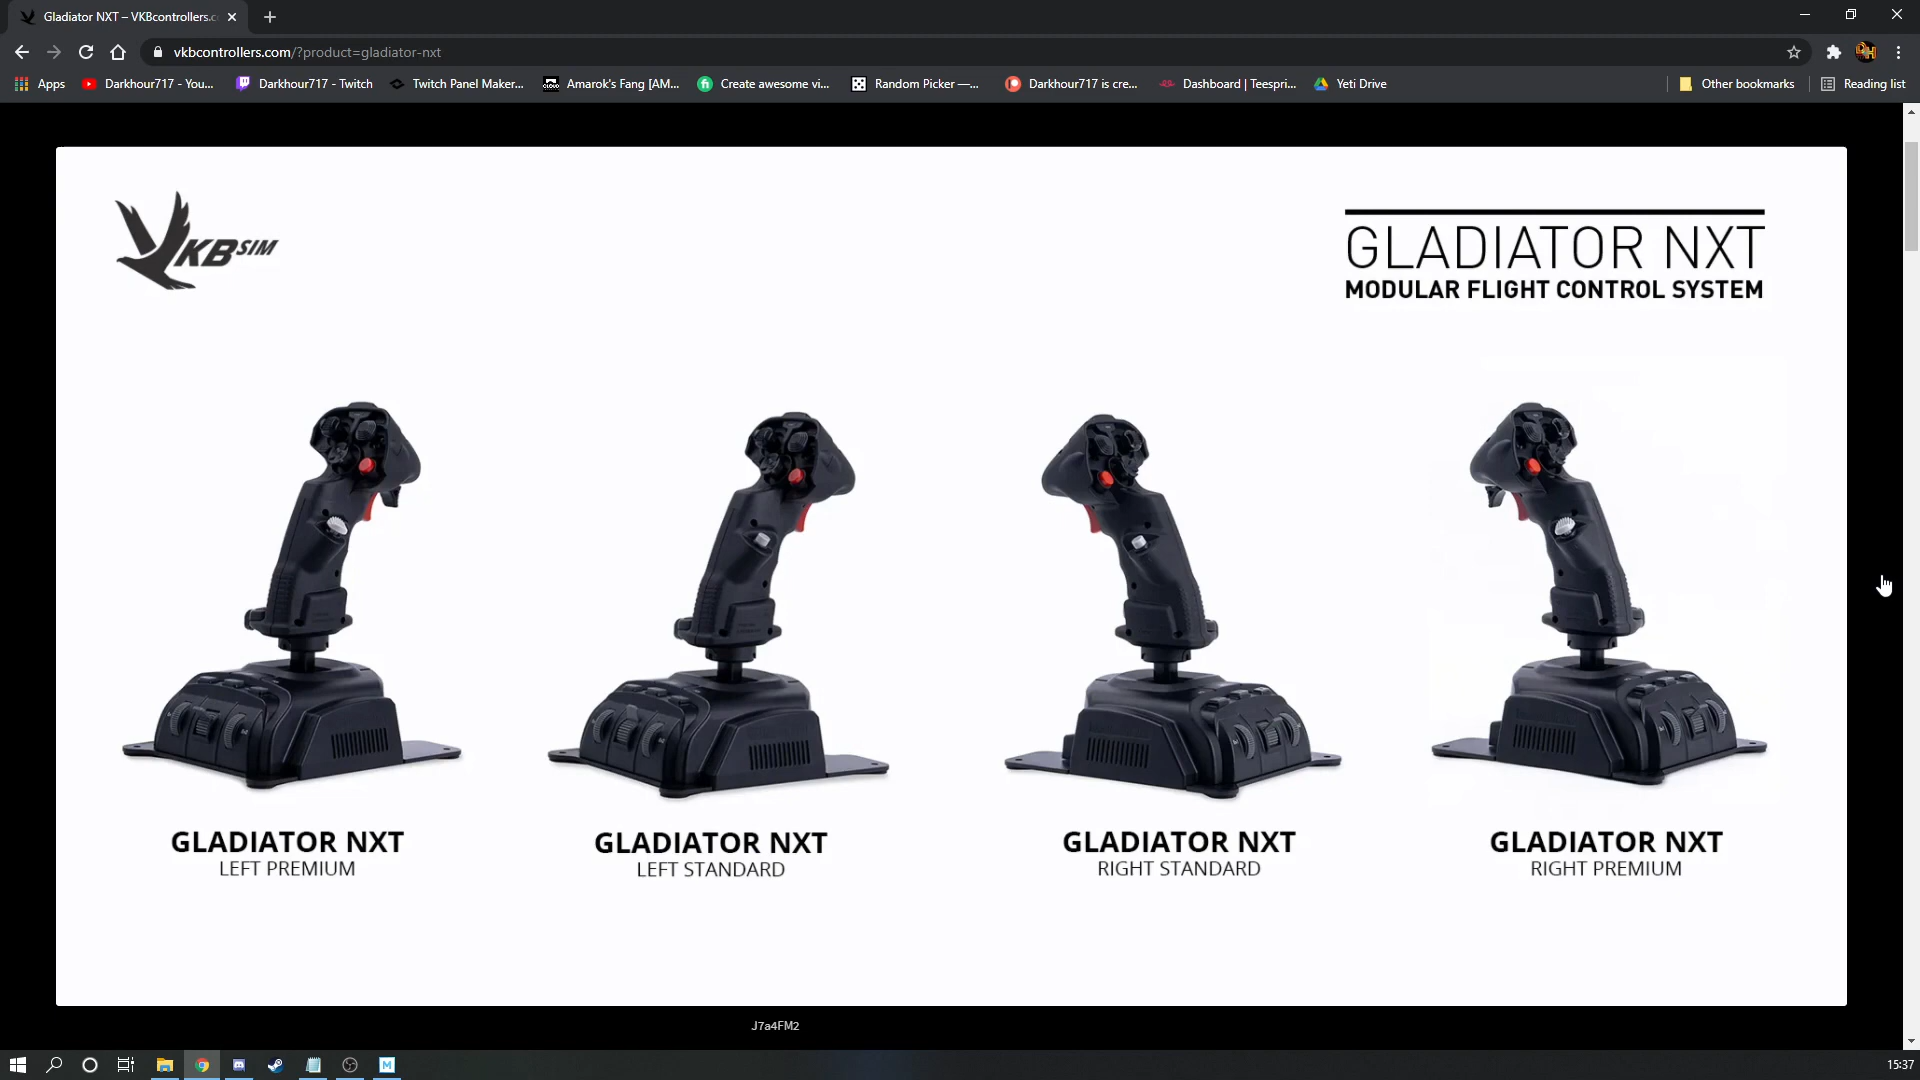 Gladiator NXT – VKBcontrollers.c
vkbcontrollers.com/?product=gladiator-nxt
Apps
Darkhour717 - You...
Darkhour717 - Twitch
Twitch Panel Maker...
Amarok's Fang [AM...
Create awesome vi...
Random Picker —...
Darkhour717 is cre...
Dashboard | Teespri...
Yeti Drive
Other bookmarks
Reading list
VKB SIM
GLADIATOR NXT
MODULAR FLIGHT CONTROL SYSTEM
GLADIATOR NXT
LEFT PREMIUM
GLADIATOR NXT
LEFT STANDARD
GLADIATOR NXT
RIGHT STANDARD
GLADIATOR NXT
RIGHT PREMIUM
J7a4FM2
15:37